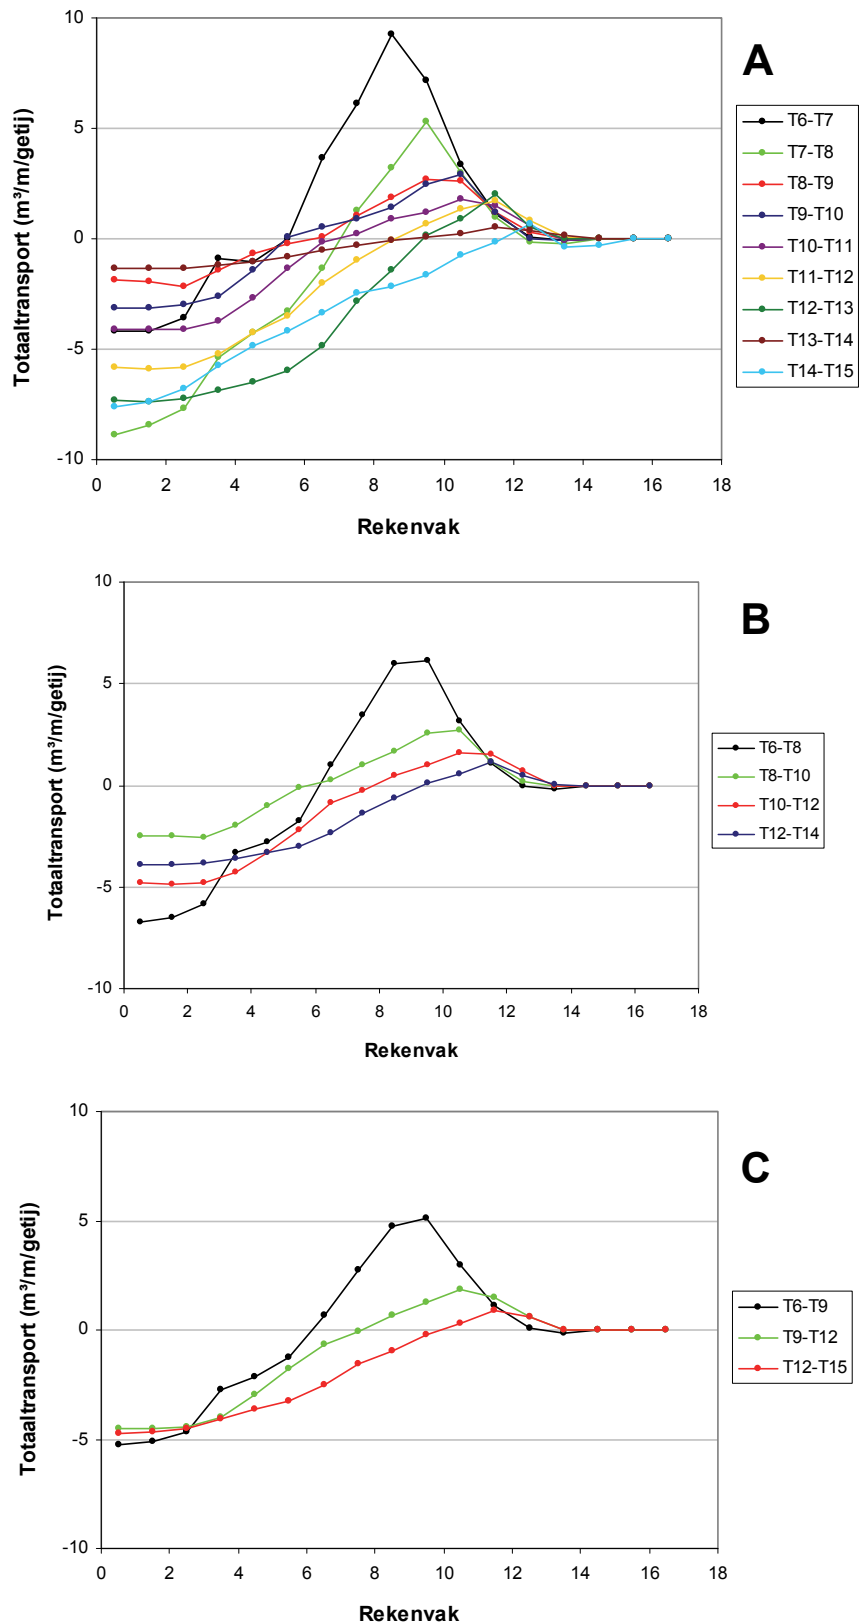 A
Totaaltransport (m³/m/getij)
10
5
0
-5
-10
0 2 4 6 8 10 12 14 16 18
Rekenvak
T6-T7
T7-T8
T8-T9
T9-T10
T10-T11
T11-T12
T12-T13
T13-T14
T14-T15
B
Totaaltransport (m³/m/getij)
10
5
0
-5
-10
0 2 4 6 8 10 12 14 16 18
Rekenvak
T6-T8
T8-T10
T10-T12
T12-T14
C
Totaaltransport (m³/m/getij)
10
5
0
-5
-10
0 2 4 6 8 10 12 14 16 18
Rekenvak
T6-T9
T9-T12
T12-T15